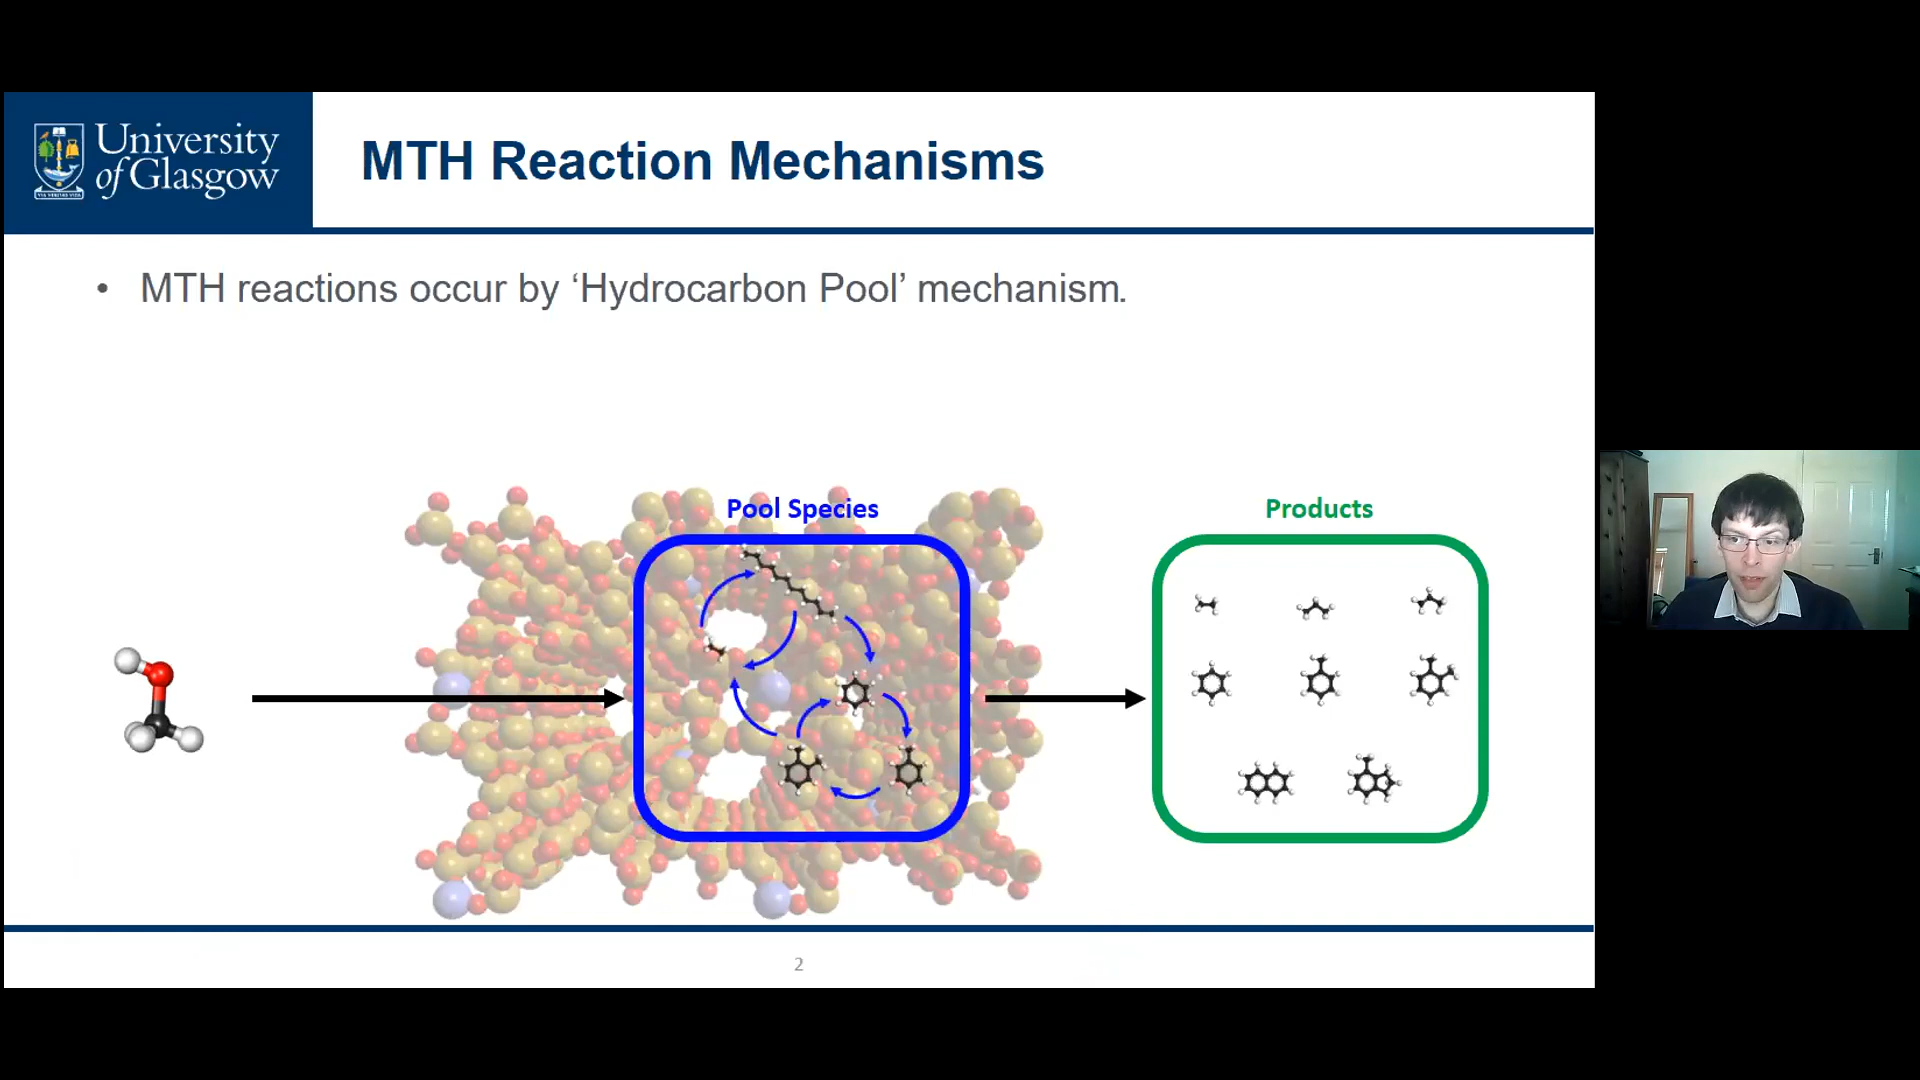 University
of Glasgow
MTH Reaction Mechanisms
• MTH reactions occur by ‘Hydrocarbon Pool’ mechanism.
Pool Species
Products
2